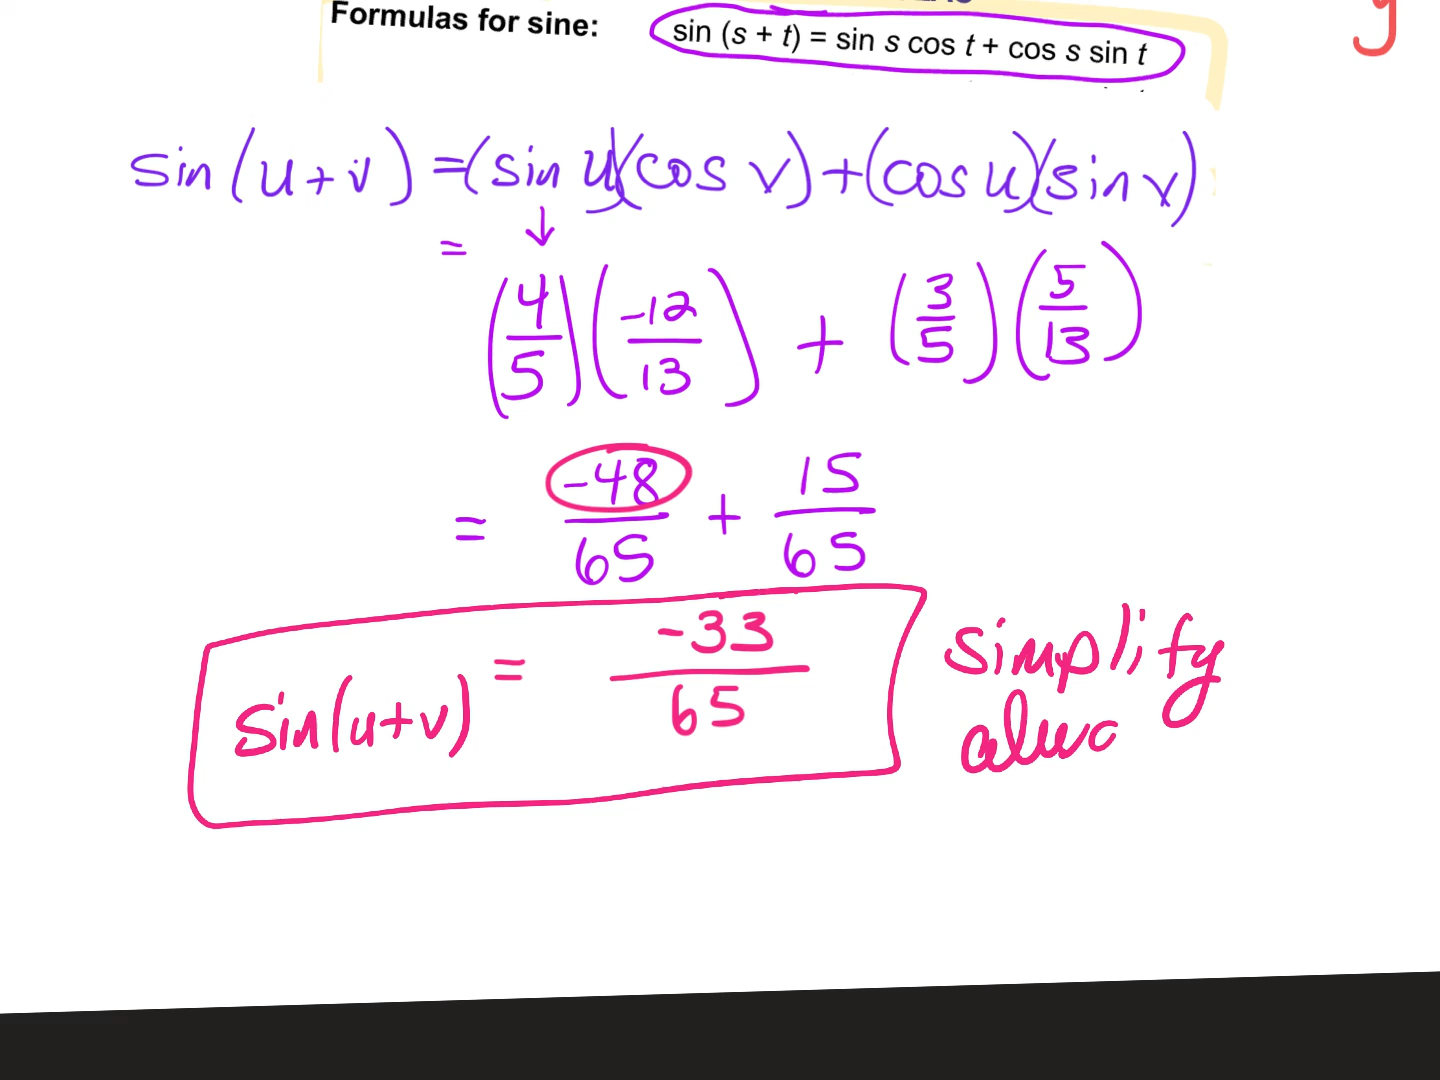 Formulas for sine: sin (s + t) = sin s cos t + cos s sin t
sin(u+v) = (sin u)(cos v) + (cos u)(sin v)
= ↓
(4/5)(-12/13) + (3/5)(5/13)
= -48/65 + 15/65
sin(u+v) = -33/65
simplify
alwa
y